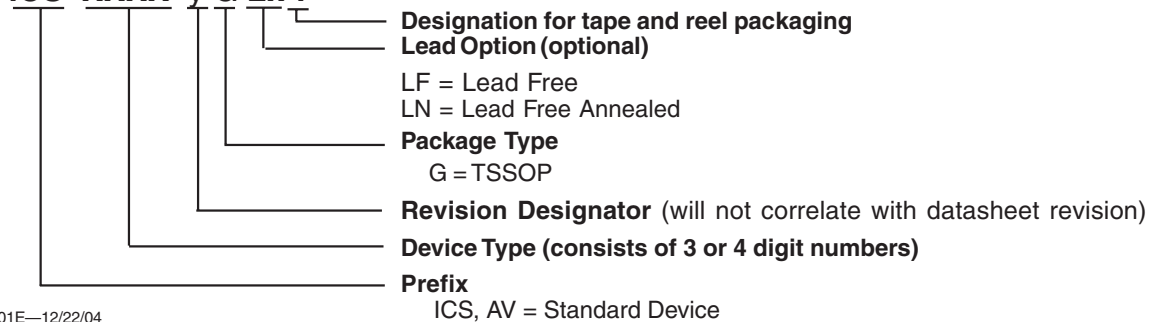 Designation for tape and reel packaging
Lead Option (optional)
LF = Lead Free
LN = Lead Free Annealed
Package Type
G = TSSOP
Revision Designator (will not correlate with datasheet revision)
Device Type (consists of 3 or 4 digit numbers)
Prefix
ICS, AV = Standard Device
01E—12/22/04